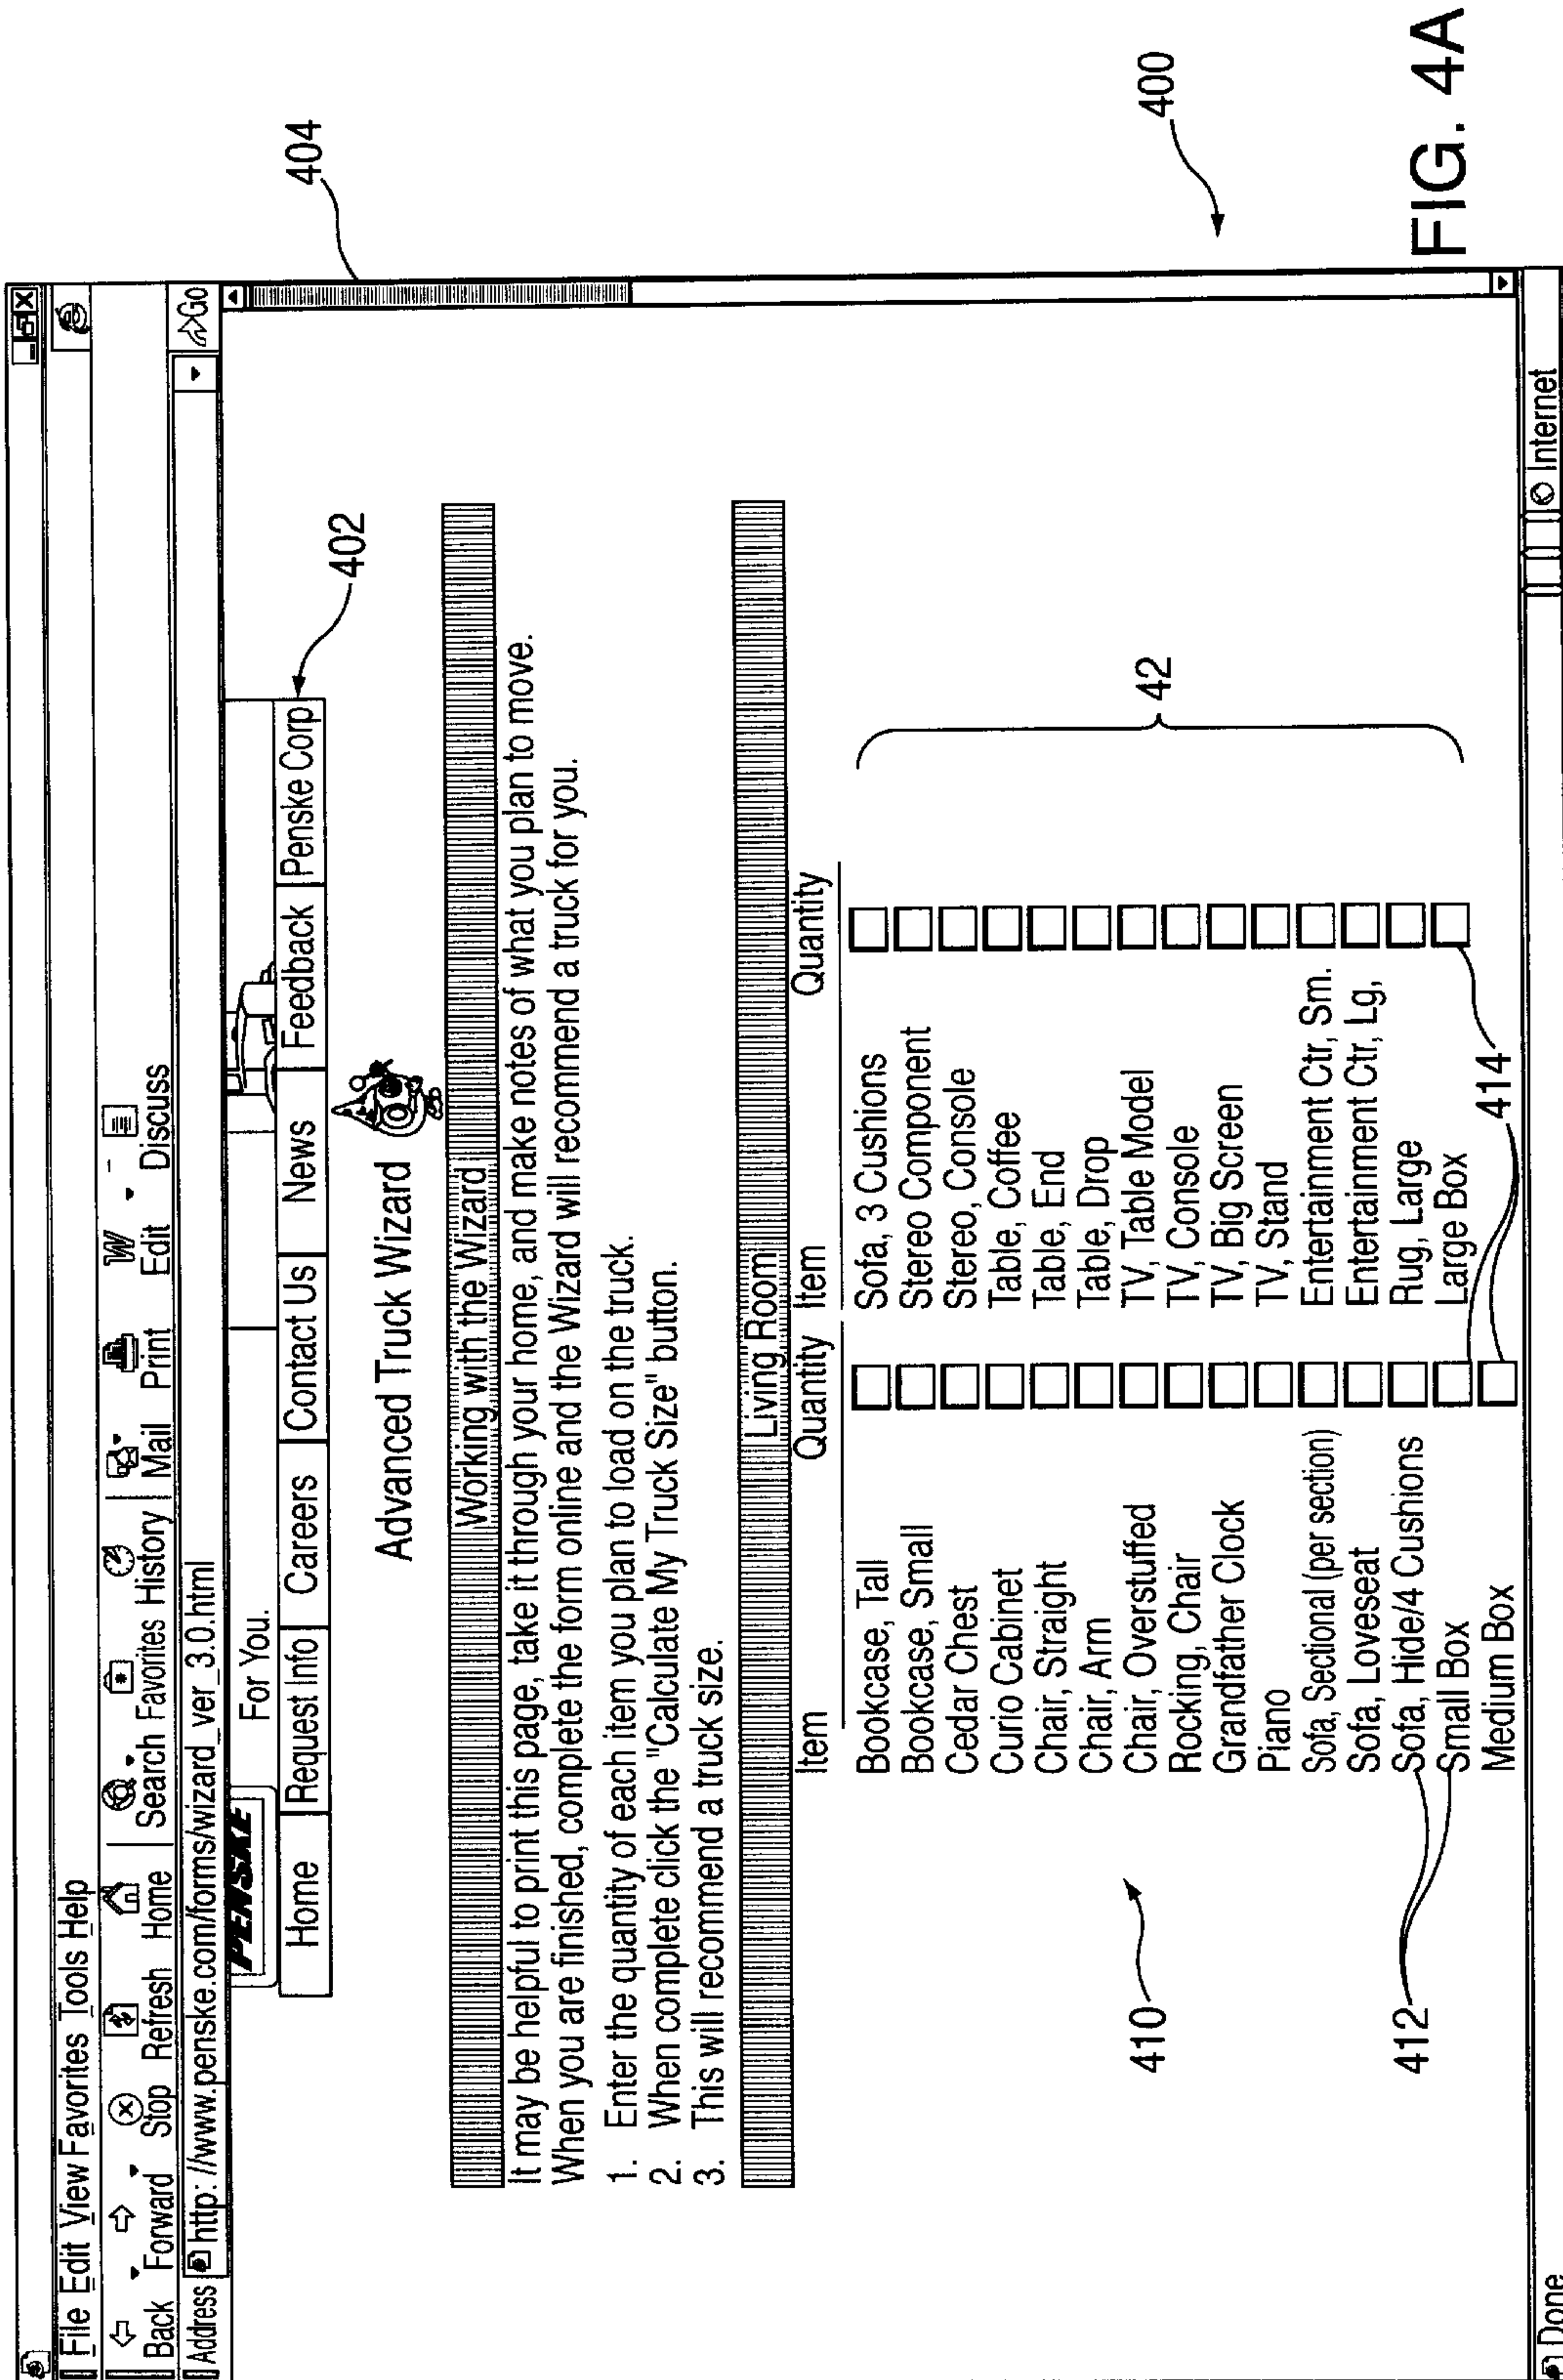 File Edit View Favorites Tools Help
Back Forward Stop Refresh Home Search Favorites History Mail Print Edit Discuss
Address http: //www.penske.com/forms/wizard_ver_3.0.html Go
404
PENSKE For You.
Home Request Info Careers Contact Us News Feedback Penske Corp
402
Advanced Truck Wizard
Working with the Wizard
It may be helpful to print this page, take it through your home, and make notes of what you plan to move.
When you are finished, complete the form online and the Wizard will recommend a truck for you.
1. Enter the quantity of each item you plan to load on the truck.
2. When complete click the "Calculate My Truck Size" button.
3. This will recommend a truck size.
Living Room
Item Quantity Item Quantity
Bookcase, Tall Sofa, 3 Cushions
Bookcase, Small Stereo Component
Cedar Chest Stereo, Console
Curio Cabinet Table, Coffee
Chair, Straight Table, End
Chair, Arm Table, Drop
Chair, Overstuffed TV, Table Model
Rocking, Chair TV, Console
Grandfather Clock TV, Big Screen
Piano TV, Stand
Sofa, Sectional (per section) Entertainment Ctr, Sm.
Sofa, Loveseat Entertainment Ctr, Lg,
Sofa, Hide/4 Cushions Rug, Large
Small Box Large Box
Medium Box
410
412
414
42
400
Done Internet
FIG. 4A